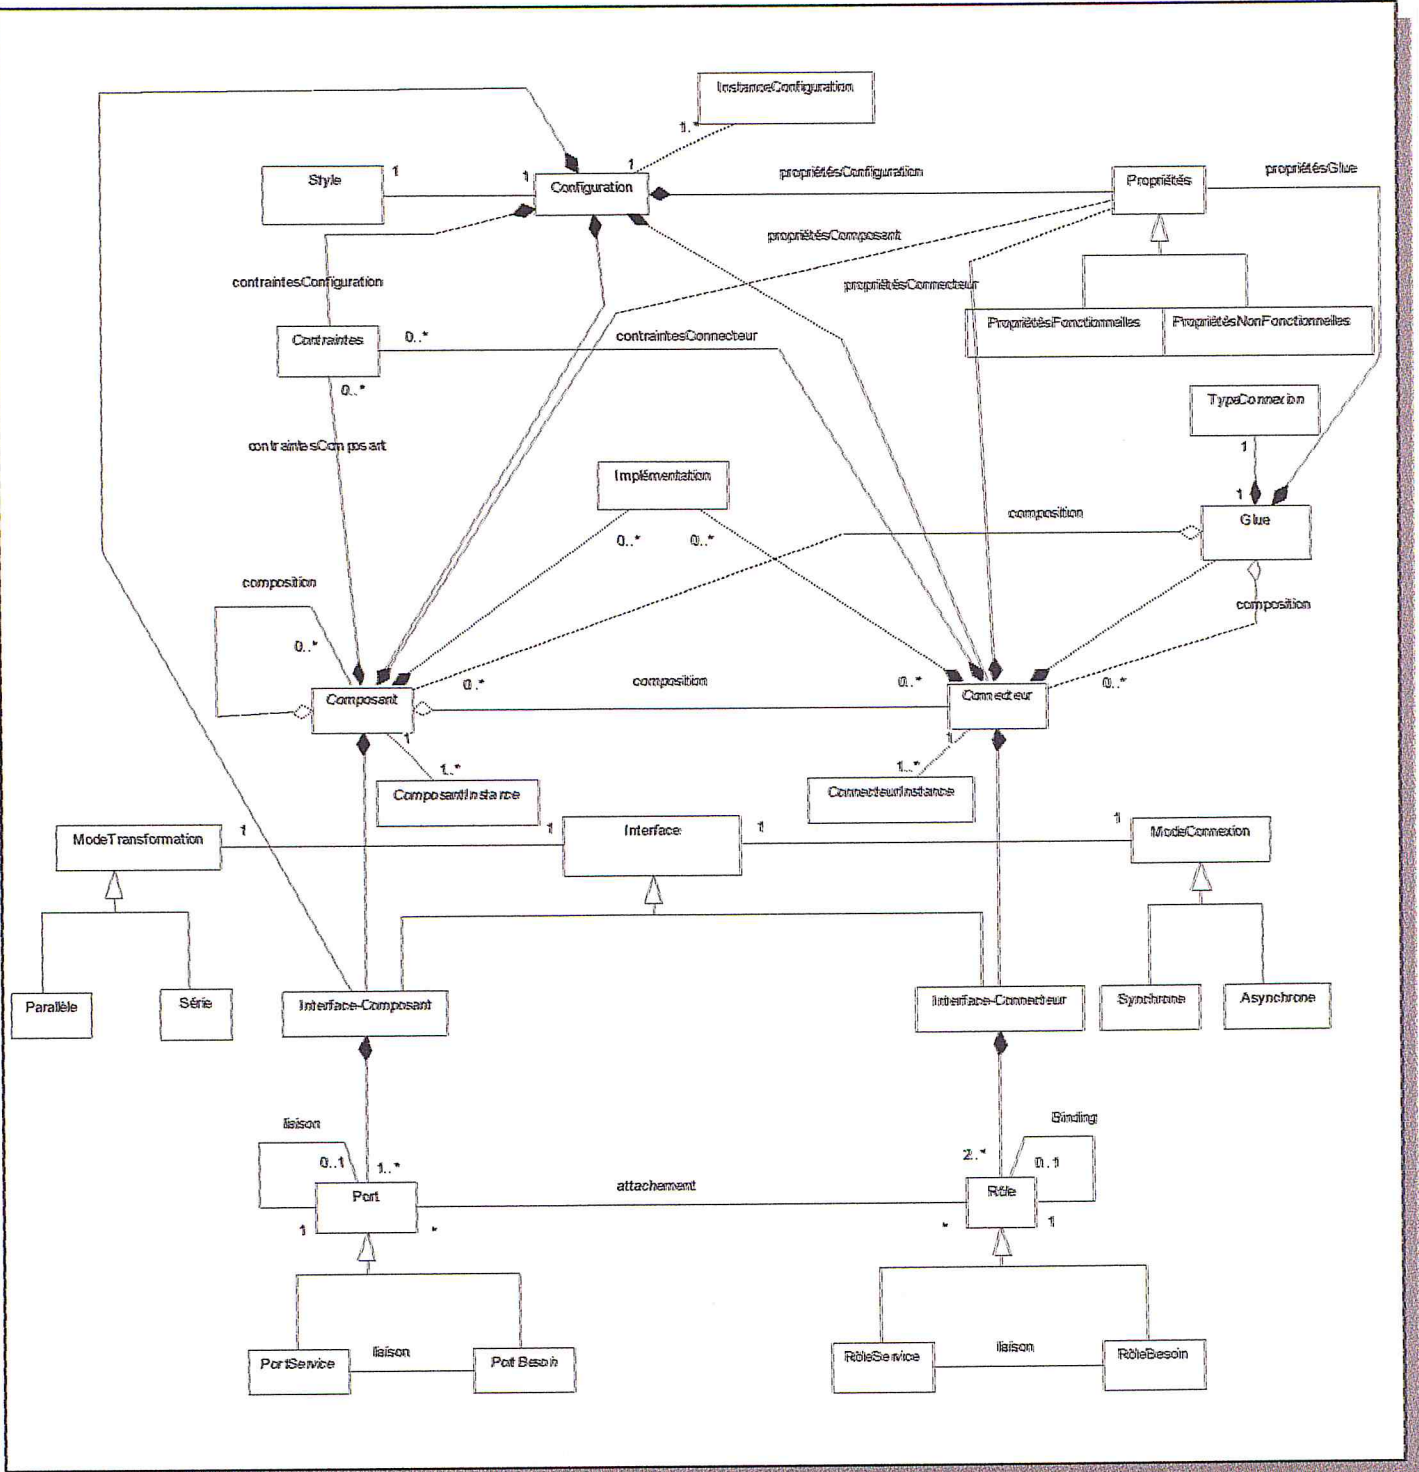 InstanceConfiguration
1..*
1
Style
1
1
Configuration
propriétésConfiguration
Propriétés
propriétésGlue
propriétésComposant
contraintesConfiguration
propriétésConnecteur
PropriétésFonctionnelles
PropriétésNonFonctionnelles
Contraintes
0..*
contraintesConnecteur
0..*
TypeConnexion
contraintesComposant
1
Implémentation
1
Glue
composition
0..*
0..*
composition
composition
0..*
0..*
composition
0..*
0..*
Composant
Connecteur
1
1
1..*
1..*
ComposantInstance
ConnecteurInstance
ModeTransformation
1
1
Interface
1
1
ModeConnexion
Parallèle
Série
Interface-Composant
Interface-Connecteur
Synchrone
Asynchrone
liaison
Binding
0..1
1..*
2..*
0..1
Port
attachement
Rôle
1
*
*
1
PortService
liaison
Port Besoin
RôleService
liaison
RôleBesoin